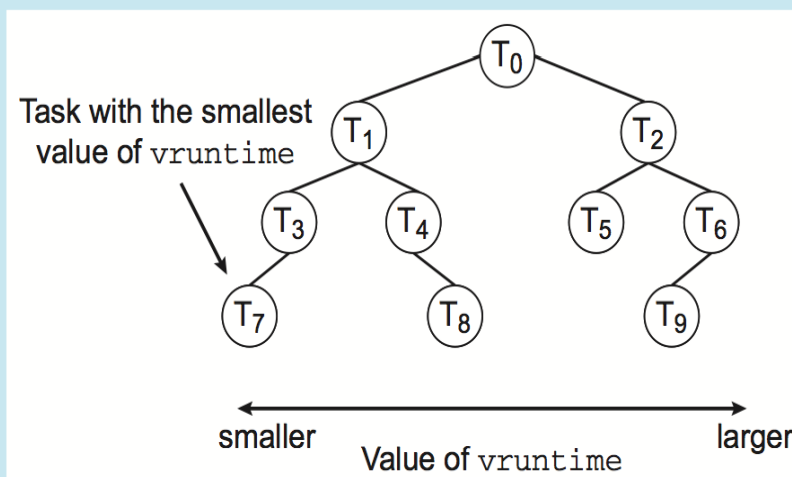 T0
Task with the smallest
value of vruntime
T1
T2
T3
T4
T5
T6
T7
T8
T9
smaller
larger
Value of vruntime